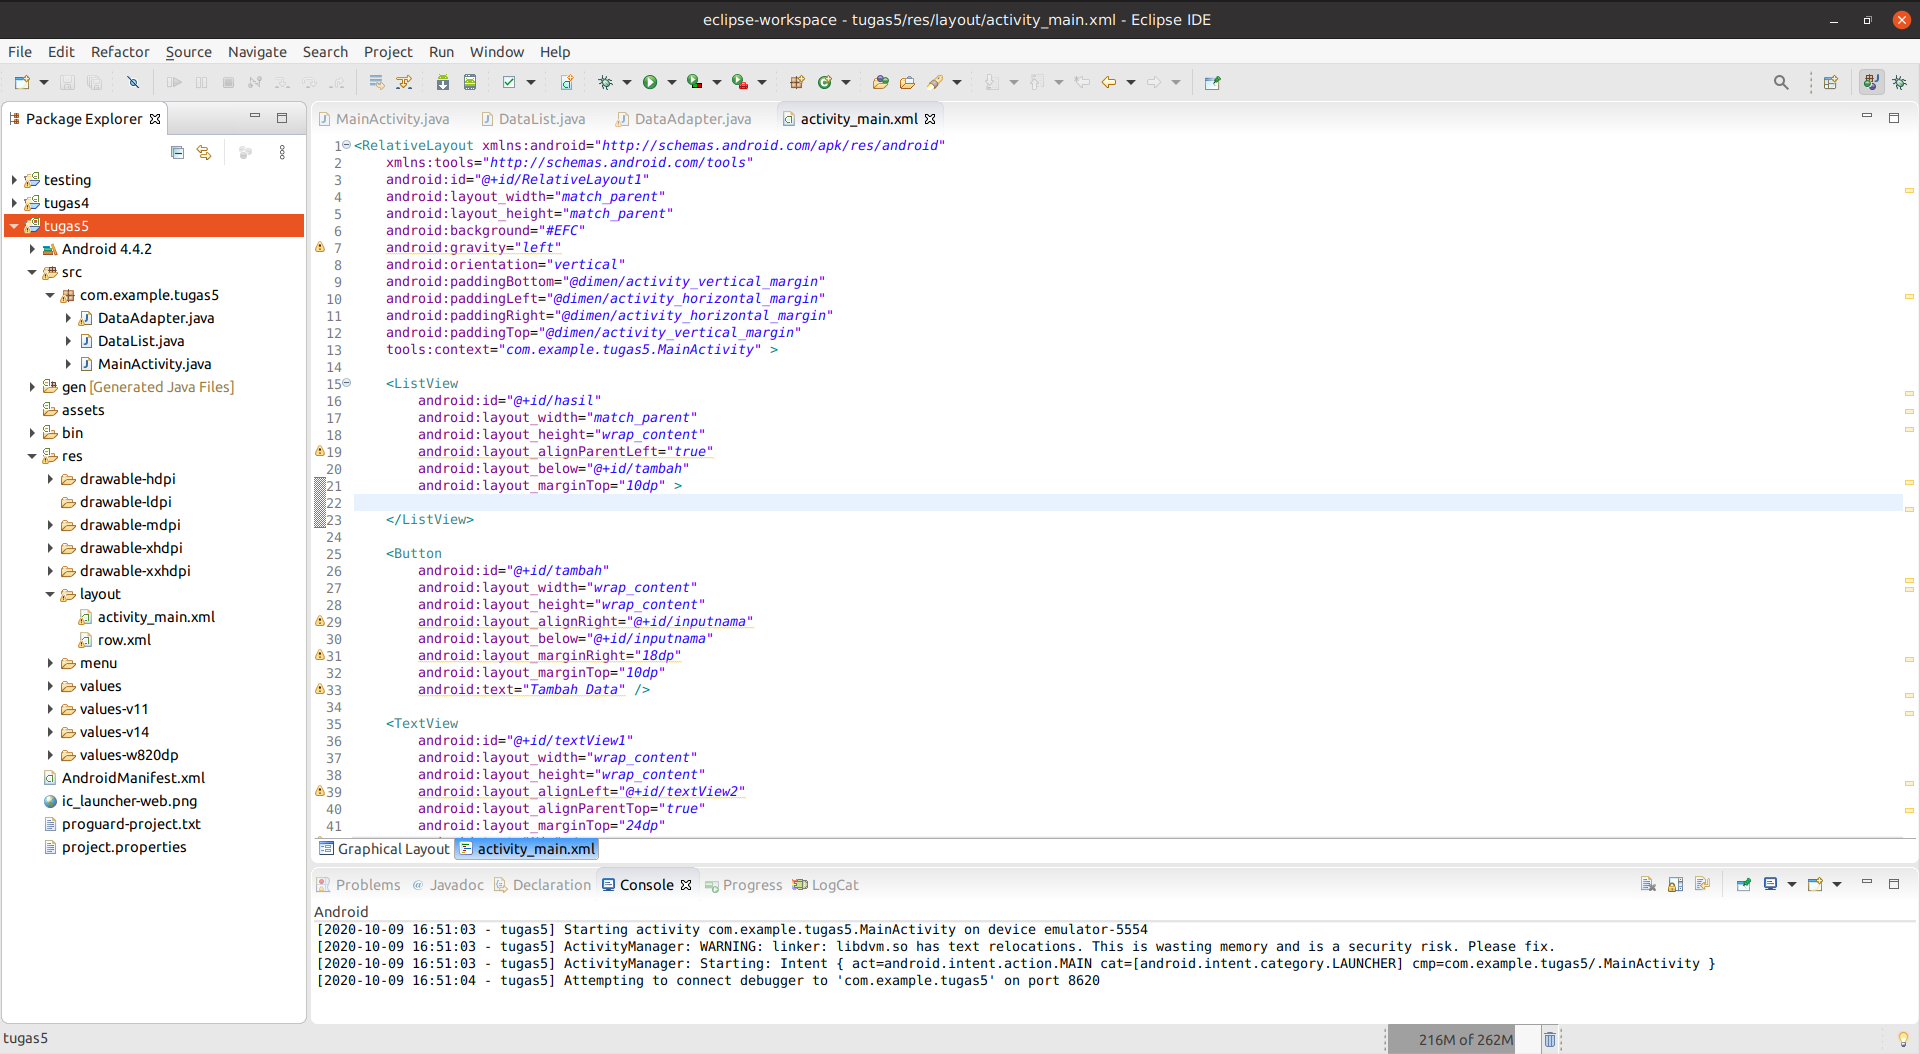 eclipse-workspace - tugas5/res/layout/activity_main.xml - Eclipse IDE
File Edit Refactor Source Navigate Search Project Run Window Help
Package Explorer
testing
tugas4
tugas5
Android 4.4.2
src
com.example.tugas5
DataAdapter.java
DataList.java
MainActivity.java
gen [Generated Java Files]
assets
bin
res
drawable-hdpi
drawable-ldpi
drawable-mdpi
drawable-xhdpi
drawable-xxhdpi
layout
activity_main.xml
row.xml
menu
values
values-v11
values-v14
values-w820dp
AndroidManifest.xml
ic_launcher-web.png
proguard-project.txt
project.properties
MainActivity.java DataList.java DataAdapter.java activity_main.xml
1 <RelativeLayout xmlns:android="http://schemas.android.com/apk/res/android"
2 xmlns:tools="http://schemas.android.com/tools"
3 android:id="@+id/RelativeLayout1"
4 android:layout_width="match_parent"
5 android:layout_height="match_parent"
6 android:background="#EFC"
7 android:gravity="left"
8 android:orientation="vertical"
9 android:paddingBottom="@dimen/activity_vertical_margin"
10 android:paddingLeft="@dimen/activity_horizontal_margin"
11 android:paddingRight="@dimen/activity_horizontal_margin"
12 android:paddingTop="@dimen/activity_vertical_margin"
13 tools:context="com.example.tugas5.MainActivity" >
14
15 <ListView
16 android:id="@+id/hasil"
17 android:layout_width="match_parent"
18 android:layout_height="wrap_content"
19 android:layout_alignParentLeft="true"
20 android:layout_below="@+id/tambah"
21 android:layout_marginTop="10dp" >
22
23 </ListView>
24
25 <Button
26 android:id="@+id/tambah"
27 android:layout_width="wrap_content"
28 android:layout_height="wrap_content"
29 android:layout_alignRight="@+id/inputnama"
30 android:layout_below="@+id/inputnama"
31 android:layout_marginRight="18dp"
32 android:layout_marginTop="10dp"
33 android:text="Tambah Data" />
34
35 <TextView
36 android:id="@+id/textView1"
37 android:layout_width="wrap_content"
38 android:layout_height="wrap_content"
39 android:layout_alignLeft="@+id/textView2"
40 android:layout_alignParentTop="true"
41 android:layout_marginTop="24dp"
Graphical Layout activity_main.xml
Problems @ Javadoc Declaration Console Progress LogCat
Android
[2020-10-09 16:51:03 - tugas5] Starting activity com.example.tugas5.MainActivity on device emulator-5554
[2020-10-09 16:51:03 - tugas5] ActivityManager: WARNING: linker: libdvm.so has text relocations. This is wasting memory and is a security risk. Please fix.
[2020-10-09 16:51:03 - tugas5] ActivityManager: Starting: Intent { act=android.intent.action.MAIN cat=[android.intent.category.LAUNCHER] cmp=com.example.tugas5/.MainActivity }
[2020-10-09 16:51:04 - tugas5] Attempting to connect debugger to 'com.example.tugas5' on port 8620
tugas5
216M of 262M